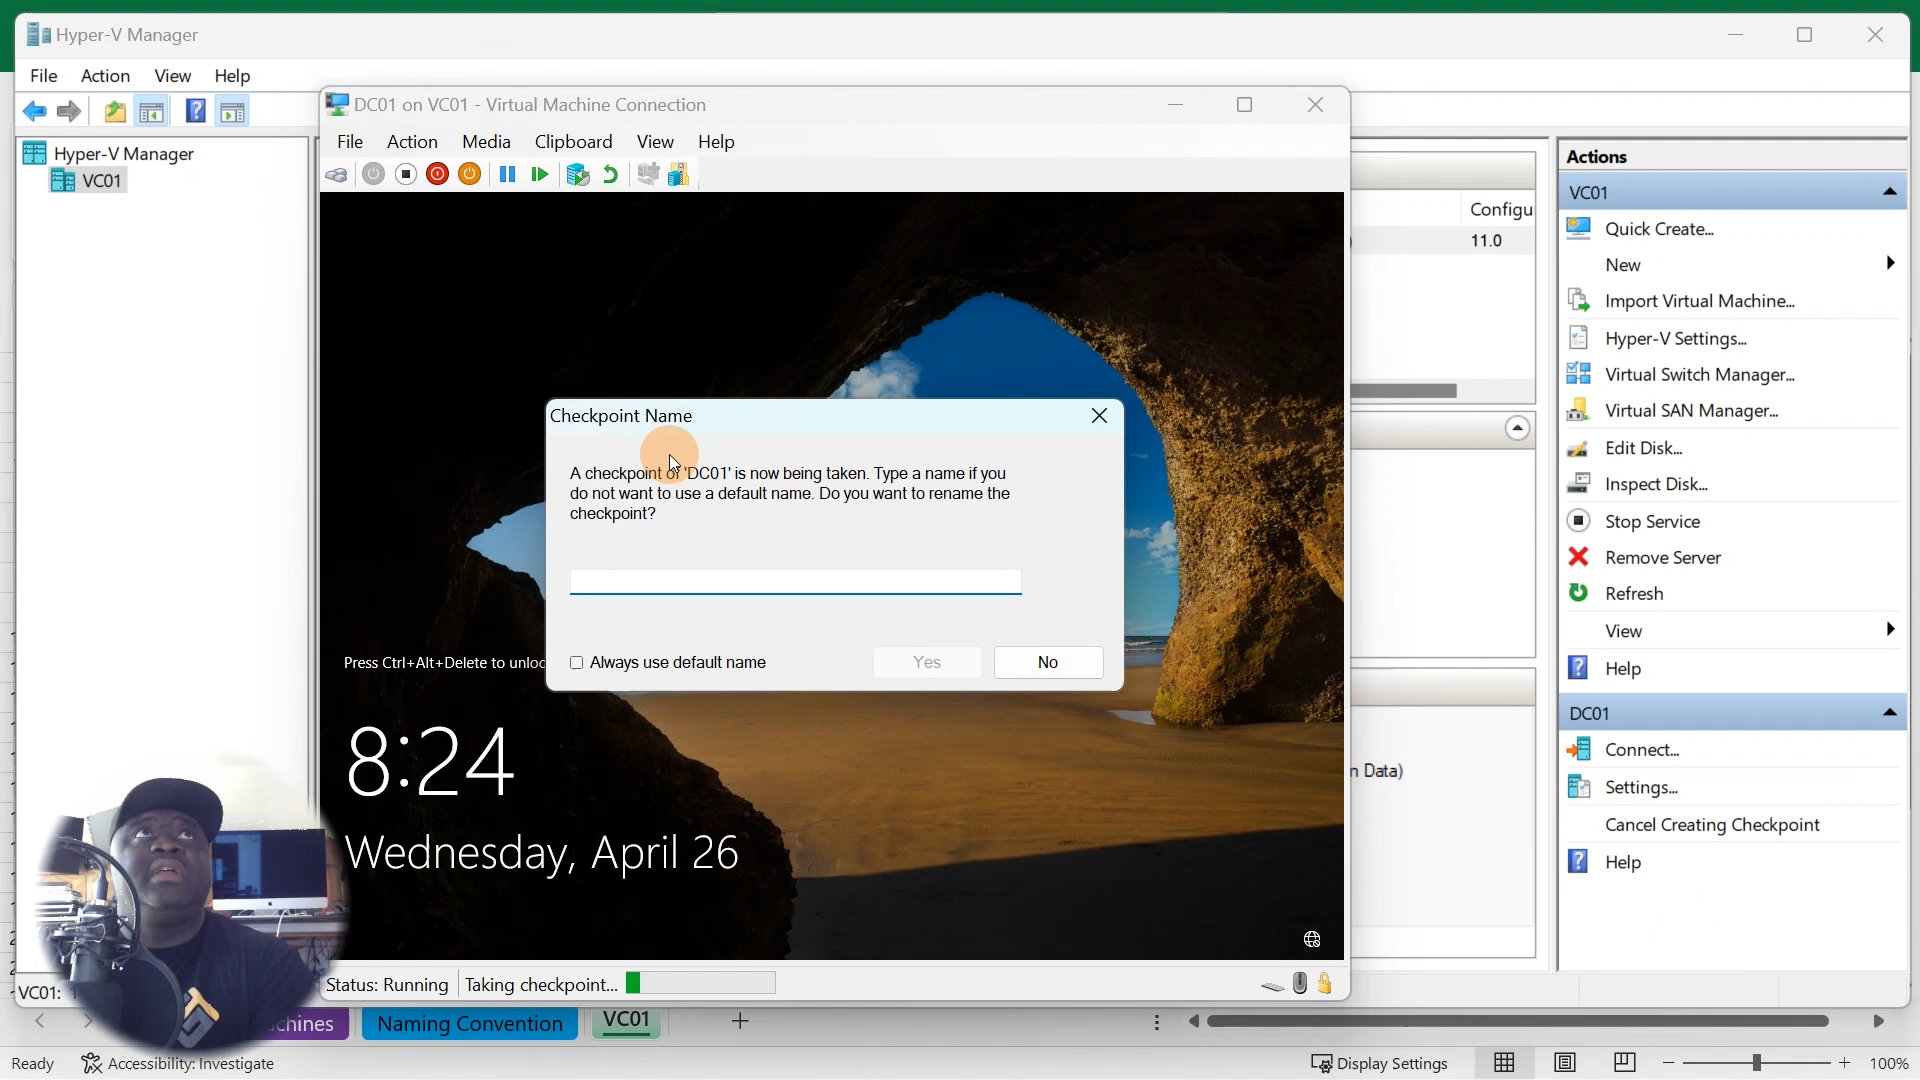 Hyper-V Manager
File Action View Help
DC01 on VC01 - Virtual Machine Connection
File Action Media Clipboard View Help
Hyper-V Manager
VC01
Configu
11.0
Actions
VC01
Quick Create...
New
Import Virtual Machine...
Hyper-V Settings...
Virtual Switch Manager...
Virtual SAN Manager...
Edit Disk...
Inspect Disk...
Stop Service
Remove Server
Refresh
View
Help
DC01
Connect...
Settings...
Cancel Creating Checkpoint
Help
Checkpoint Name
A checkpoint of 'DC01' is now being taken. Type a name if you
do not want to use a default name. Do you want to rename the
checkpoint?
Always use default name
Yes
No
Press Ctrl+Alt+Delete to unloc
8:24
Wednesday, April 26
n Data)
Status: Running
Taking checkpoint...
VC01:
chines
Naming Convention
VC01
Ready
Accessibility: Investigate
Display Settings
100%